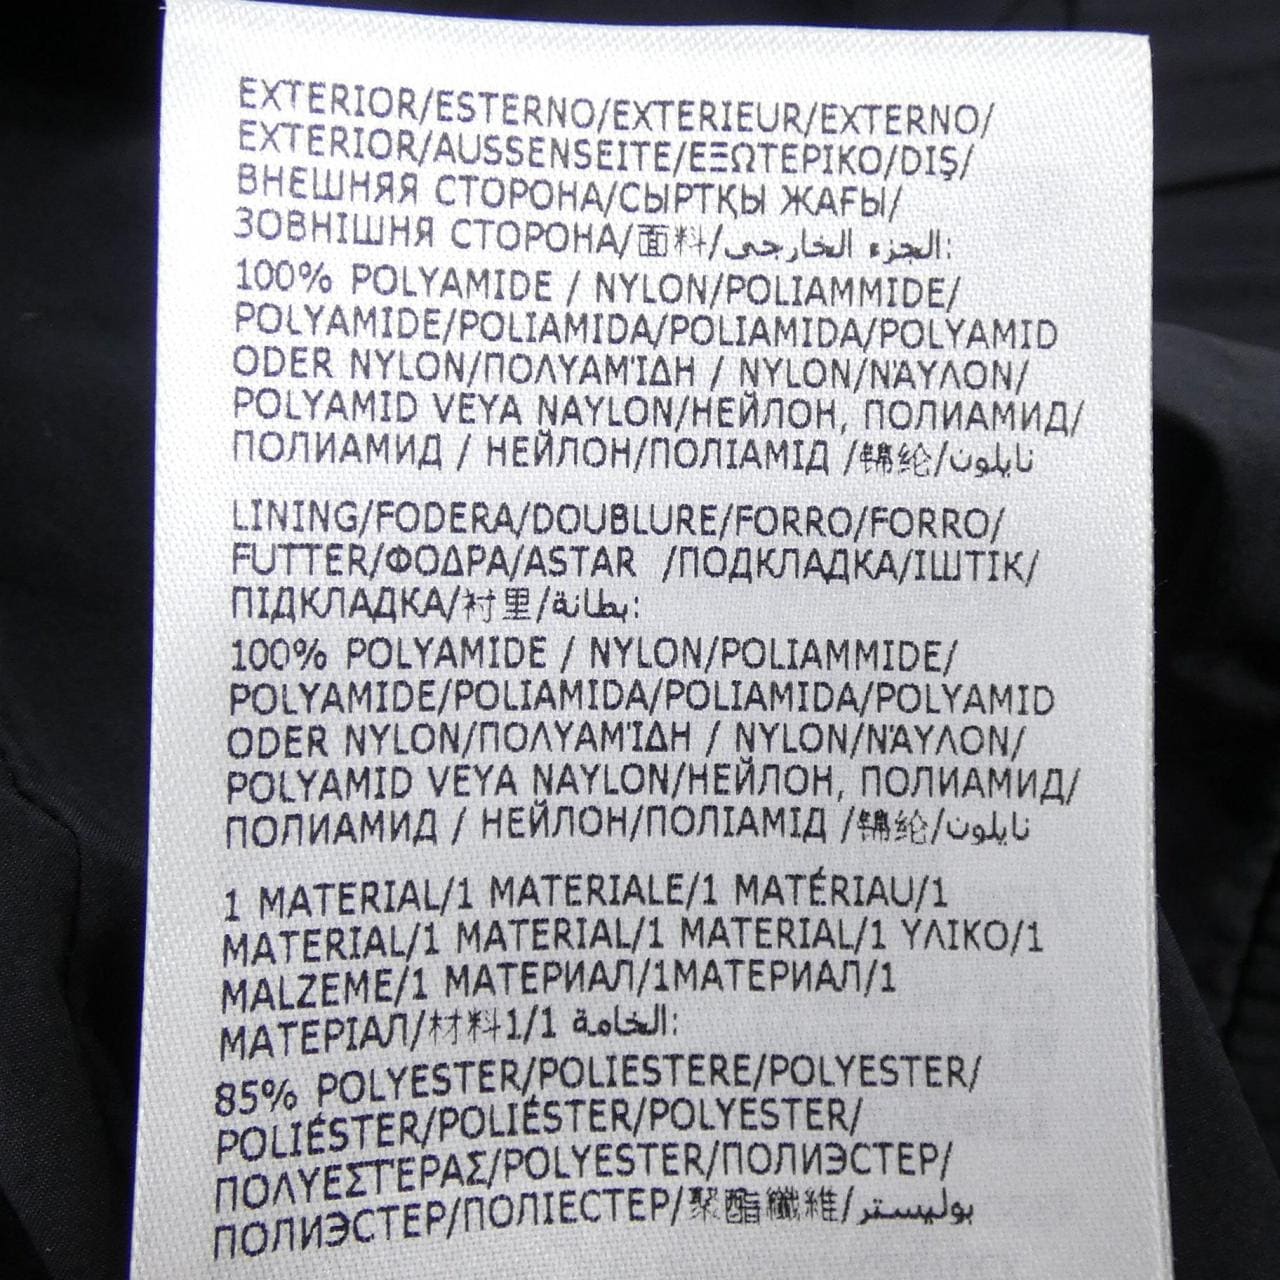 EXTERIOR/ESTERNO/EXTERIEUR/EXTERNO/
EXTERIOR/AUSSENSEITE/ΕΞΩΤΕΡΙΚΟ/DIŞ/
ВНЕШНЯЯ СТОРОНА/СЫРТҚЫ ЖАҒЫ/
ЗОВНІШНЯ СТОРОНА/面料/الجزء الخارجي:
100% POLYAMIDE / NYLON/POLIAMMIDE/
POLYAMIDE/POLIAMIDA/POLIAMIDA/POLYAMID
ODER NYLON/ΠΟΛΥΑΜΊΔΗ / NYLON/ΝΆΥΛΟΝ/
POLYAMID VEYA NAYLON/НЕЙЛОН, ПОЛИАМИД/
ПОЛИАМИД / НЕЙЛОН/ПОЛІАМІД /锦纶/نايلون
LINING/FODERA/DOUBLURE/FORRO/FORRO/
FUTTER/ΦΟΔΡΑ/ASTAR /ПОДКЛАДКА/ІШТІК/
ПІДКЛАДКА/衬里/بطانة:
100% POLYAMIDE / NYLON/POLIAMMIDE/
POLYAMIDE/POLIAMIDA/POLIAMIDA/POLYAMID
ODER NYLON/ΠΟΛΥΑΜΊΔΗ / NYLON/ΝΆΥΛΟΝ/
POLYAMID VEYA NAYLON/НЕЙЛОН, ПОЛИАМИД/
ПОЛИАМИД / НЕЙЛОН/ПОЛІАМІД /锦纶/نايلون
1 MATERIAL/1 MATERIALE/1 MATÉRIAU/1
MATERIAL/1 MATERIAL/1 MATERIAL/1 ΥΛΙΚΟ/1
MALZEME/1 МАТЕРИАЛ/1МАТЕРИАЛ/1
МАТЕРІАЛ/材料1/1 الخامة:
85% POLYESTER/POLIESTERE/POLYESTER/
POLIÉSTER/POLIÉSTER/POLYESTER/
ΠΟΛΥΕΣΤΈΡΑΣ/POLYESTER/ПОЛИЭСТЕР/
ПОЛИЭСТЕР/ПОЛІЕСТЕР/聚酯纖維/بوليستر